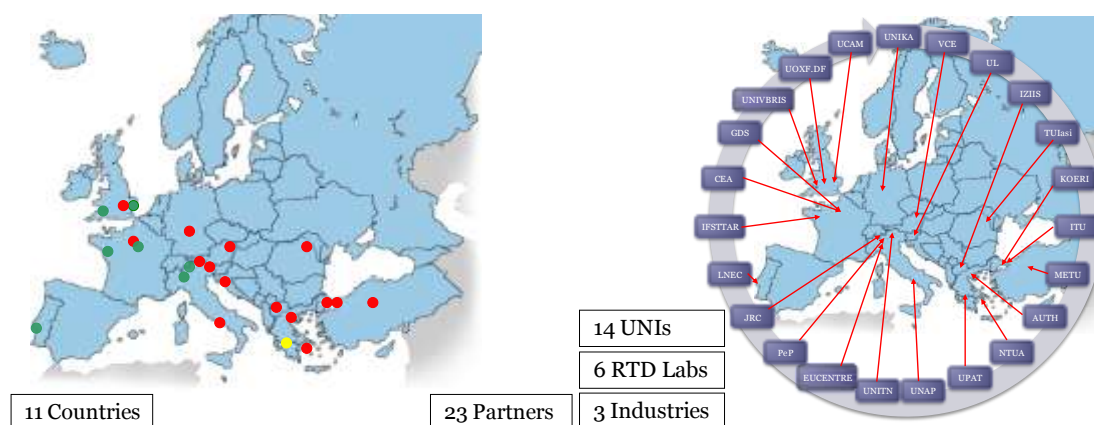 UCAM
UNIKA
VCE
UOXF.DF
UL
UNIVBRIS
IZIIS
GDS
TUIasi
CEA
KOERI
IFSTTAR
ITU
LNEC
METU
JRC
AUTH
PeP
NTUA
EUCENTRE
UPAT
UNITN
UNAP
11 Countries
23 Partners
14 UNIs
6 RTD Labs
3 Industries